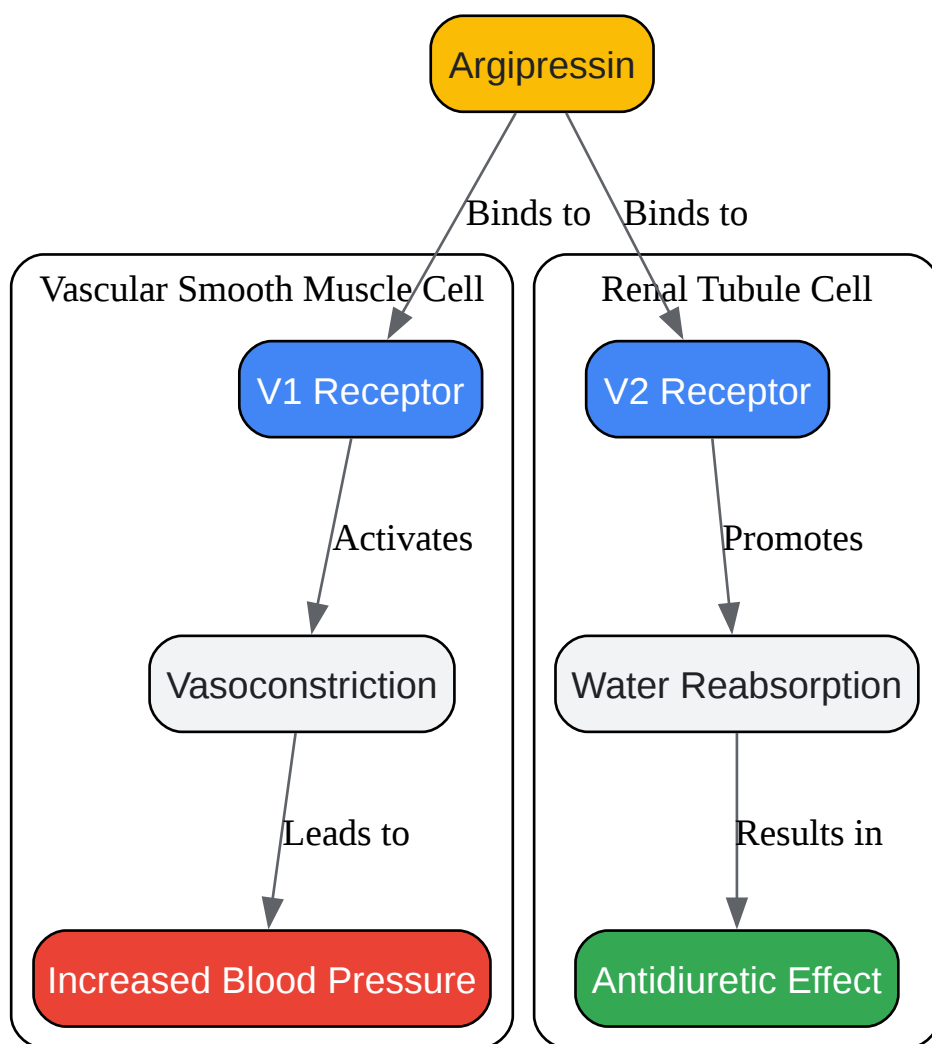 Argipressin
Binds to
Binds to
Vascular Smooth Muscle Cell
Renal Tubule Cell
V1 Receptor
V2 Receptor
Activates
Promotes
Vasoconstriction
Water Reabsorption
Leads to
Results in
Increased Blood Pressure
Antidiuretic Effect